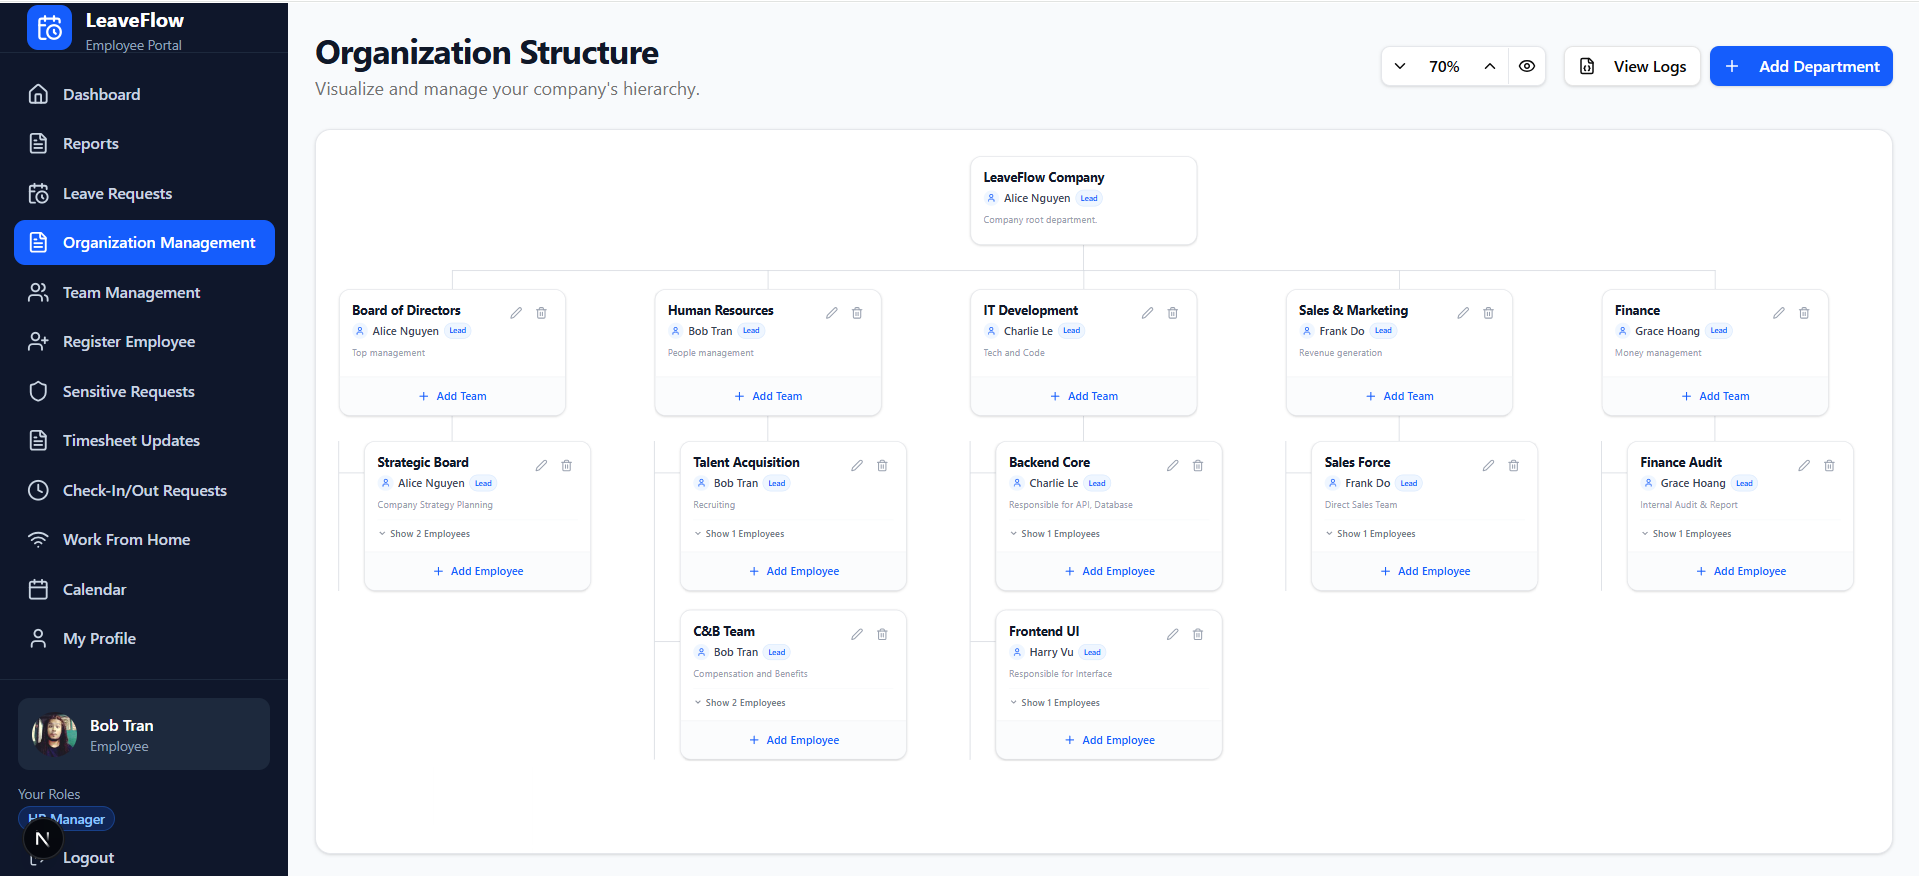 LeaveFlow
Employee Portal
Dashboard
Reports
Leave Requests
Organization Management
Team Management
Register Employee
Sensitive Requests
Timesheet Updates
Check-In/Out Requests
Work From Home
Calendar
My Profile
Bob Tran
Employee
Your Roles
HR Manager
N
Logout
Organization Structure
Visualize and manage your company's hierarchy.
70%
View Logs
Add Department
LeaveFlow Company
Alice Nguyen Lead
Company root department.
Board of Directors
Alice Nguyen Lead
Top management
Add Team
Human Resources
Bob Tran Lead
People management
Add Team
IT Development
Charlie Le Lead
Tech and Code
Add Team
Sales & Marketing
Frank Do Lead
Revenue generation
Add Team
Finance
Grace Hoang Lead
Money management
Add Team
Strategic Board
Alice Nguyen Lead
Company Strategy Planning
Show 2 Employees
Add Employee
Talent Acquisition
Bob Tran Lead
Recruiting
Show 1 Employees
Add Employee
Backend Core
Charlie Le Lead
Responsible for API, Database
Show 1 Employees
Add Employee
Sales Force
Frank Do Lead
Direct Sales Team
Show 1 Employees
Add Employee
Finance Audit
Grace Hoang Lead
Internal Audit & Report
Show 1 Employees
Add Employee
C&B Team
Bob Tran Lead
Compensation and Benefits
Show 2 Employees
Add Employee
Frontend UI
Harry Vu Lead
Responsible for Interface
Show 1 Employees
Add Employee